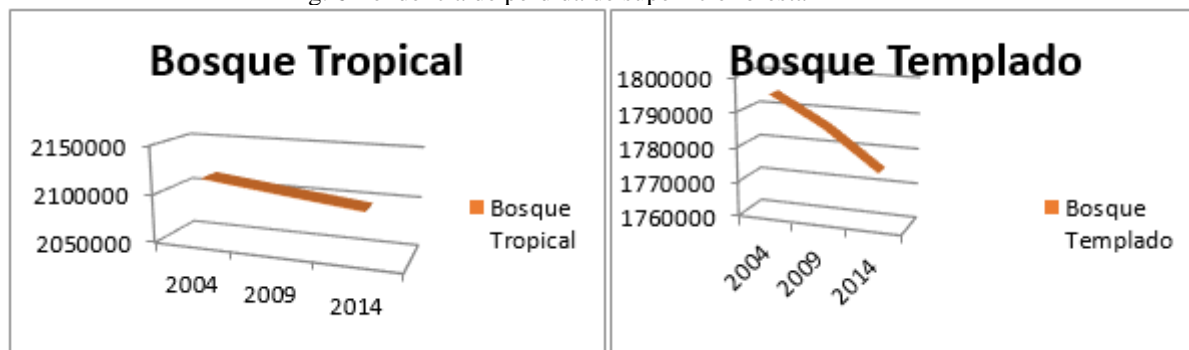 Bosque Tropical
2150000
2100000
2050000
2004 2009 2014
Bosque
Tropical
Bosque Templado
1800000
1790000
1780000
1770000
1760000
2004 2009 2014
Bosque
Templado